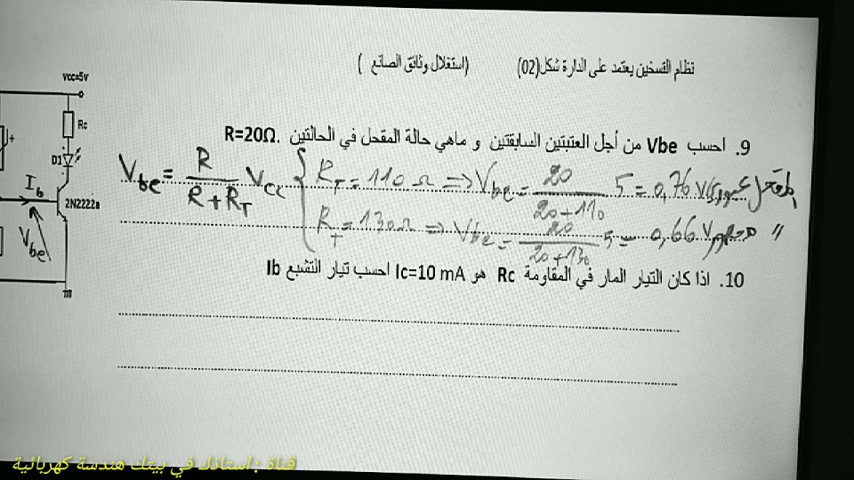 نظام التسخين يعتمد على الدارة شكل(02) (استغلال وثائق الصانع )
vcc=5v
Rc
D1
Ib
2N2222a
Vbe
9. احسب Vbe من أجل العتبتين السابقتين و ماهي حالة المقحل في الحالتين .R=20Ω
Vbe = R / (R + RT) Vcc { RT = 110 Ω ⇒ Vbe = 20 / (20+110) 5 = 0,76 V
RT = 130 Ω ⇒ Vbe = 20 / (20+130) 5 = 0,66 V "
10. اذا كان التيار المار في المقاومة Rc هو Ic=10 mA احسب تيار التشبع Ib
قناة : استاذك في بيتك هندسة كهربائية